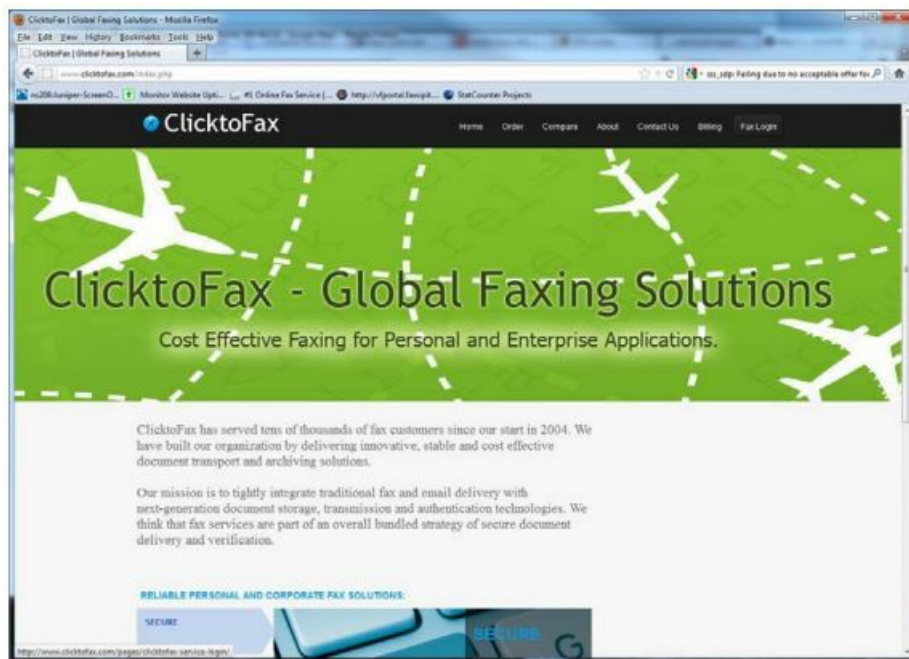 ClicktoFax | Global Faxing Solutions - Mozilla Firefox
File Edit View History Bookmarks Tools Help
ClicktoFax | Global Faxing Solutions +
www.clicktofax.com/index.php
Failing due to no acceptable offer for
Monitor Website Upti... #1 Online Fax Service | ... StatCounter Projects
ClicktoFax
Home Order Compare About Contact Us Billing Fax Login
ClicktoFax - Global Faxing Solutions
Cost Effective Faxing for Personal and Enterprise Applications.
ClicktoFax has served tens of thousands of fax customers since our start in 2004. We
have built our organization by delivering innovative, stable and cost effective
document transport and archiving solutions.
Our mission is to tightly integrate traditional fax and email delivery with
next-generation document storage, transmission and authentication technologies. We
think that fax services are part of an overall bundled strategy of secure document
delivery and verification.
RELIABLE PERSONAL AND CORPORATE FAX SOLUTIONS:
SECURE
SECURE
G
http://www.clicktofax.com/pages/clicktofax-service-login/